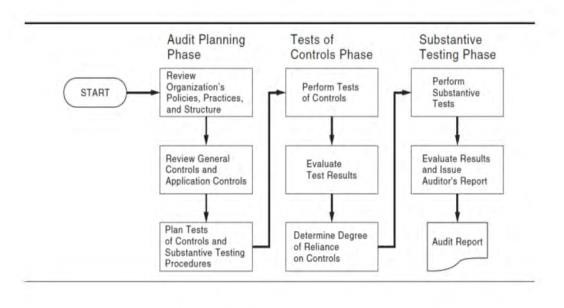 Audit Planning
Phase
Tests of
Controls Phase
Substantive
Testing Phase
START
Review
Organization's
Policies, Practices,
and Structure
Review General
Controls and
Application Controls
Plan Tests
of Controls and
Substantive Testing
Procedures
Perform Tests
of Controls
Evaluate
Test Results
Determine Degree
of Reliance
on Controls
Perform
Substantive
Tests
Evaluate Results
and Issue
Auditor's Report
Audit Report